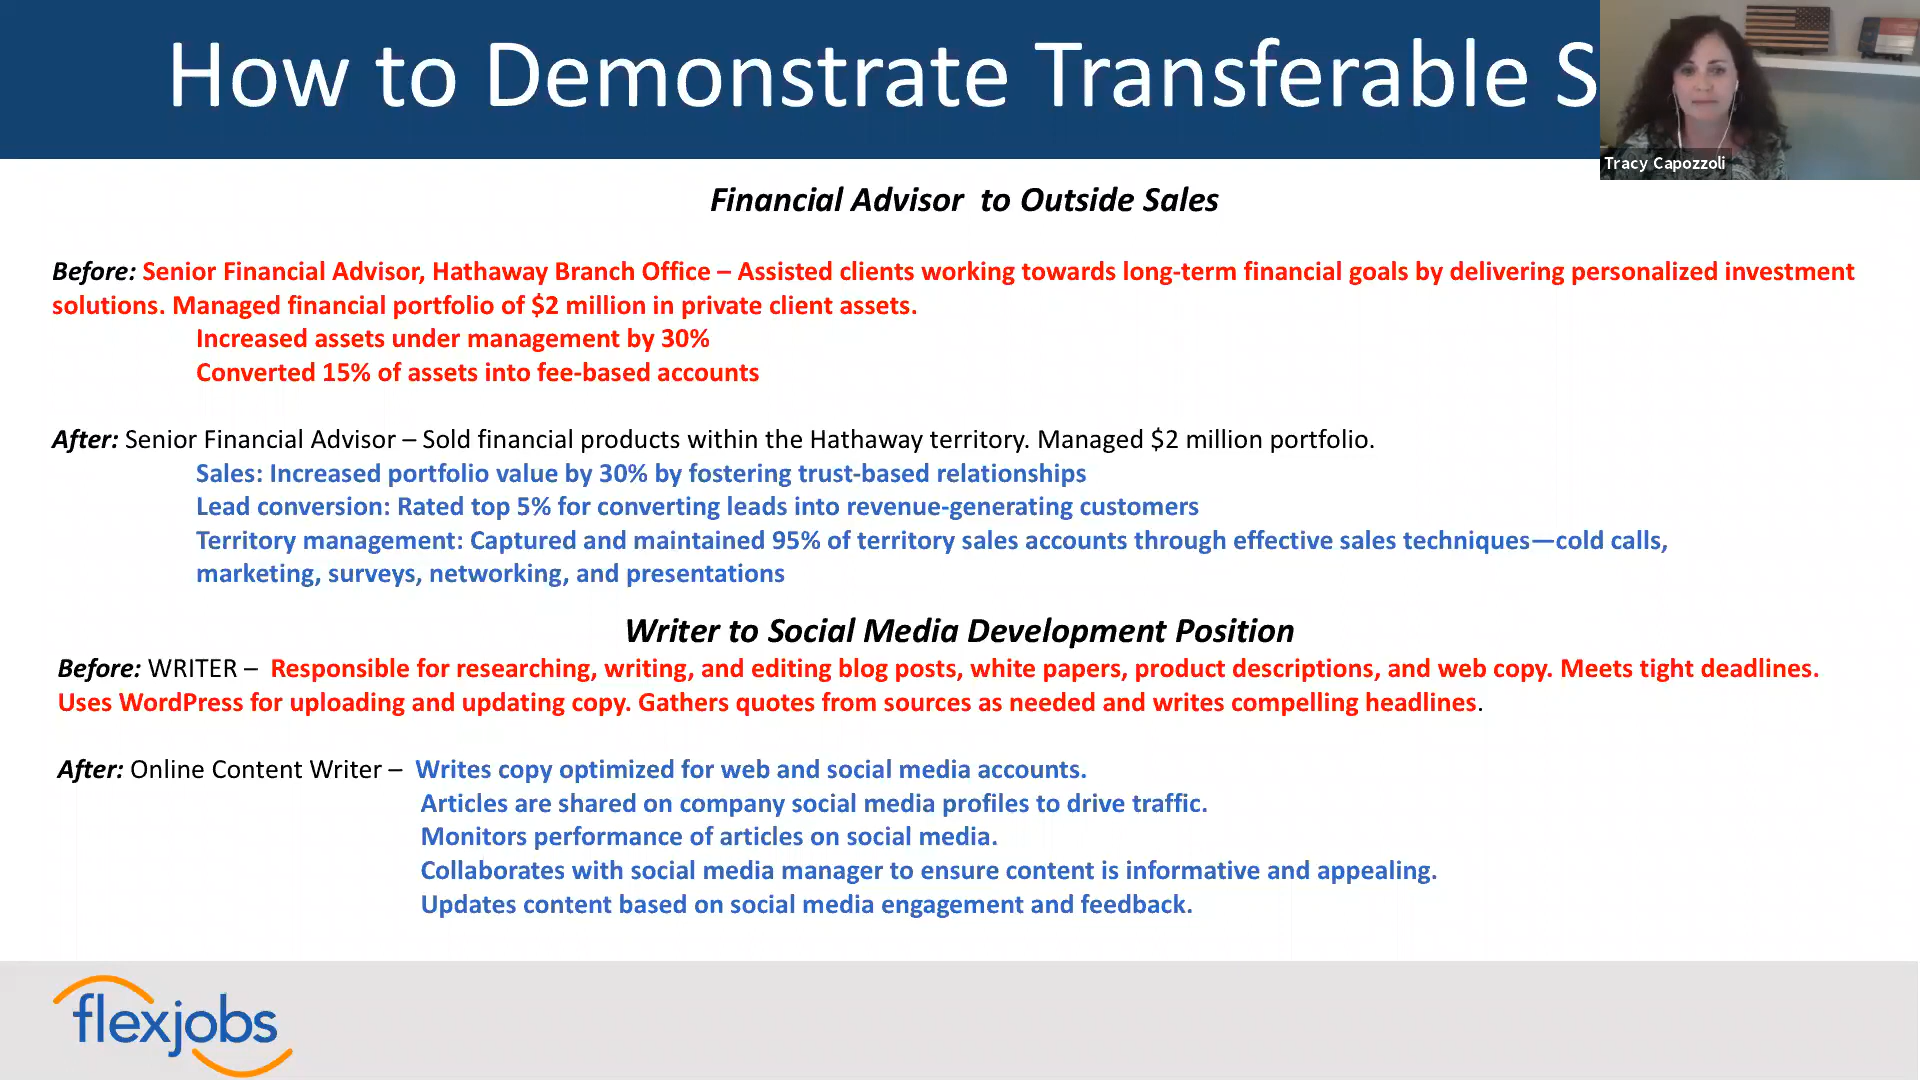 How to Demonstrate Transferable S
Tracy Capozzoli
Financial Advisor  to Outside Sales
Before: Senior Financial Advisor, Hathaway Branch Office – Assisted clients working towards long-term financial goals by delivering personalized investment
solutions. Managed financial portfolio of $2 million in private client assets.
Increased assets under management by 30%
Converted 15% of assets into fee-based accounts
After: Senior Financial Advisor – Sold financial products within the Hathaway territory. Managed $2 million portfolio.
Sales: Increased portfolio value by 30% by fostering trust-based relationships
Lead conversion: Rated top 5% for converting leads into revenue-generating customers
Territory management: Captured and maintained 95% of territory sales accounts through effective sales techniques—cold calls,
marketing, surveys, networking, and presentations
Writer to Social Media Development Position
Before: WRITER –  Responsible for researching, writing, and editing blog posts, white papers, product descriptions, and web copy. Meets tight deadlines.
Uses WordPress for uploading and updating copy. Gathers quotes from sources as needed and writes compelling headlines.
After: Online Content Writer –  Writes copy optimized for web and social media accounts.
Articles are shared on company social media profiles to drive traffic.
Monitors performance of articles on social media.
Collaborates with social media manager to ensure content is informative and appealing.
Updates content based on social media engagement and feedback.
flexjobs